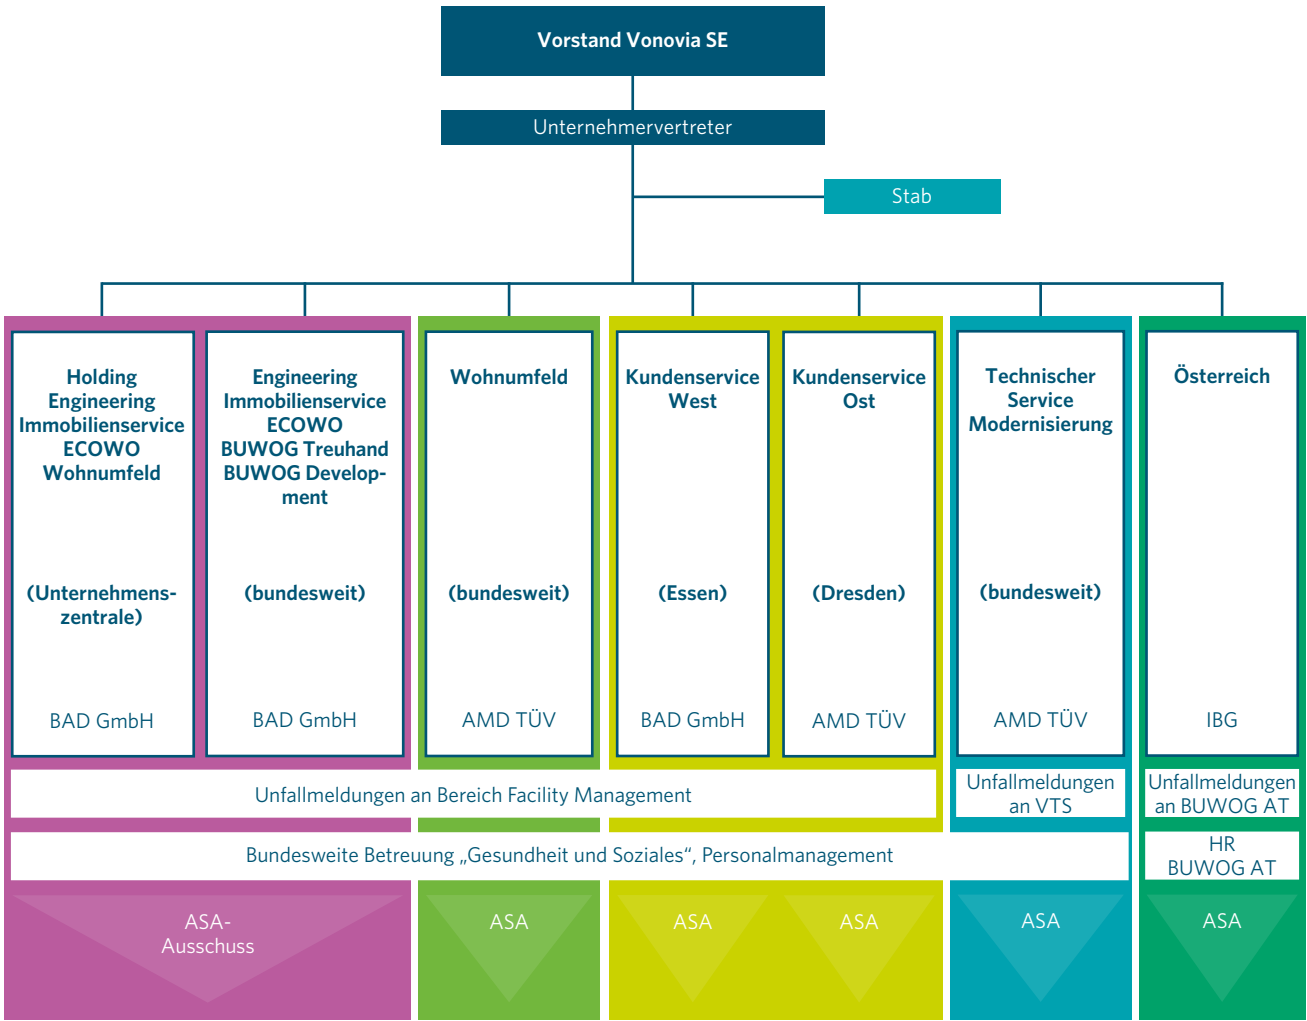 Vorstand Vonovia SE
Unternehmervertreter
Stab
Holding
Engineering
Immobilienservice
ECOWO
Wohnumfeld
(Unternehmens-
zentrale)
BAD GmbH
Engineering
Immobilienservice
ECOWO
BUWOG Treuhand
BUWOG Develop-
ment
(bundesweit)
BAD GmbH
Wohnumfeld
(bundesweit)
AMD TÜV
Kundenservice
West
(Essen)
BAD GmbH
Kundenservice
Ost
(Dresden)
AMD TÜV
Technischer
Service
Modernisierung
(bundesweit)
AMD TÜV
Österreich
IBG
Unfallmeldungen an Bereich Facility Management
Unfallmeldungen
an VTS
Unfallmeldungen
an BUWOG AT
Bundesweite Betreuung „Gesundheit und Soziales“, Personalmanagement
HR
BUWOG AT
ASA-
Ausschuss
ASA
ASA
ASA
ASA
ASA